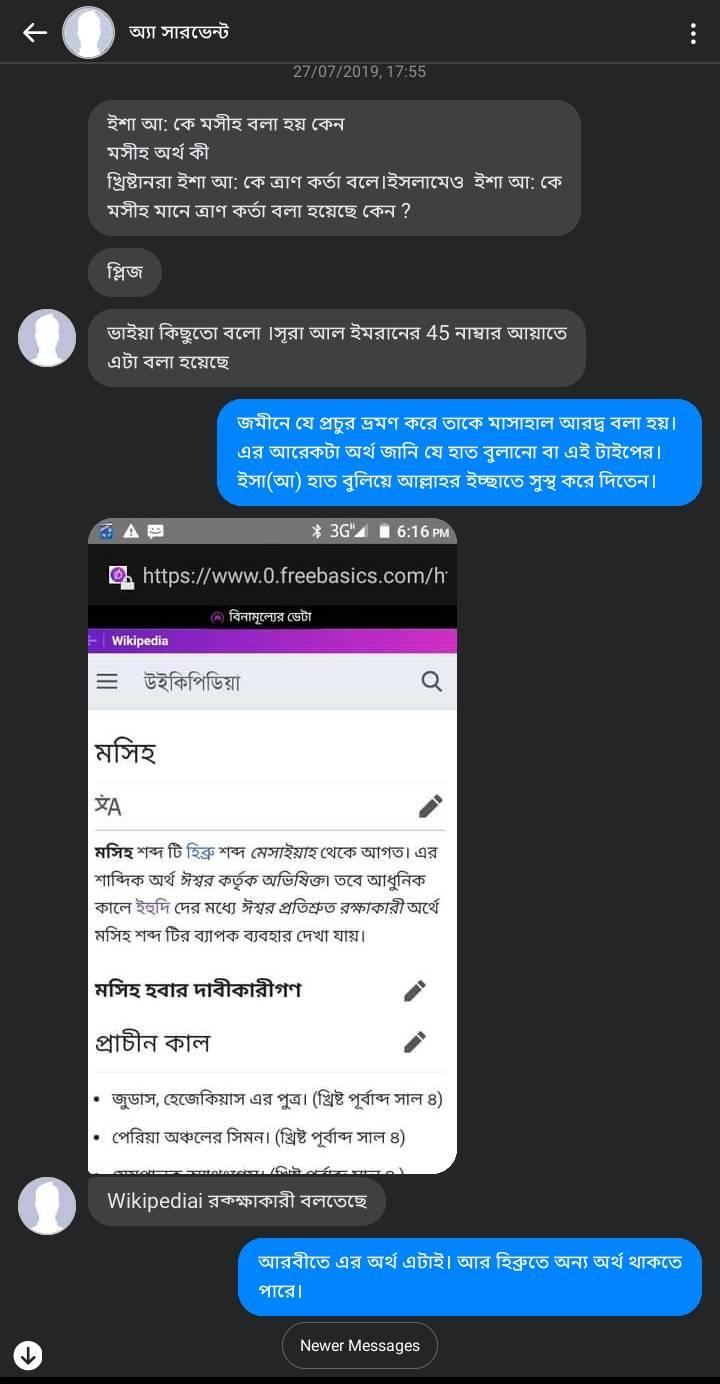 অ্যা সারভেন্ট
27/07/2019, 17:55
ইশা আ: কে মসীহ বলা হয় কেন
মসীহ অর্থ কী
খ্রিষ্টানরা ইশা আ: কে ত্রাণ কর্তা বলে।ইসলামেও ইশা আ: কে
মসীহ মানে ত্রাণ কর্তা বলা হয়েছে কেন ?
প্লিজ
ভাইয়া কিছুতো বলো ।সূরা আল ইমরানের 45 নাম্বার আয়াতে
এটা বলা হয়েছে
জমীনে যে প্রচুর ভ্রমণ করে তাকে মাসাহাল আরদ্ব বলা হয়।
এর আরেকটা অর্থ জানি যে হাত বুলানো বা এই টাইপের।
ইসা(আ) হাত বুলিয়ে আল্লাহর ইচ্ছাতে সুস্থ করে দিতেন।
3G 6:16 PM
https://www.0.freebasics.com/h
বিনামূল্যের ডেটা
Wikipedia
উইকিপিডিয়া
মসিহ
মসিহ শব্দ টি হিব্রু শব্দ মেসাইয়াহ থেকে আগত। এর
শাব্দিক অর্থ ঈশ্বর কর্তৃক অভিষিক্ত। তবে আধুনিক
কালে ইহুদি দের মধ্যে ঈশ্বর প্রতিশ্রুত রক্ষাকারী অর্থে
মসিহ শব্দ টির ব্যাপক ব্যবহার দেখা যায়।
মসিহ হবার দাবীকারীগণ
প্রাচীন কাল
• জুডাস, হেজেকিয়াস এর পুত্র। (খ্রিষ্ট পূর্বাব্দ সাল ৪)
• পেরিয়া অঞ্চলের সিমন। (খ্রিষ্ট পূর্বাব্দ সাল ৪)
Wikipediai রক্ষাকারী বলতেছে
আরবীতে এর অর্থ এটাই। আর হিব্রুতে অন্য অর্থ থাকতে
পারে।
Newer Messages